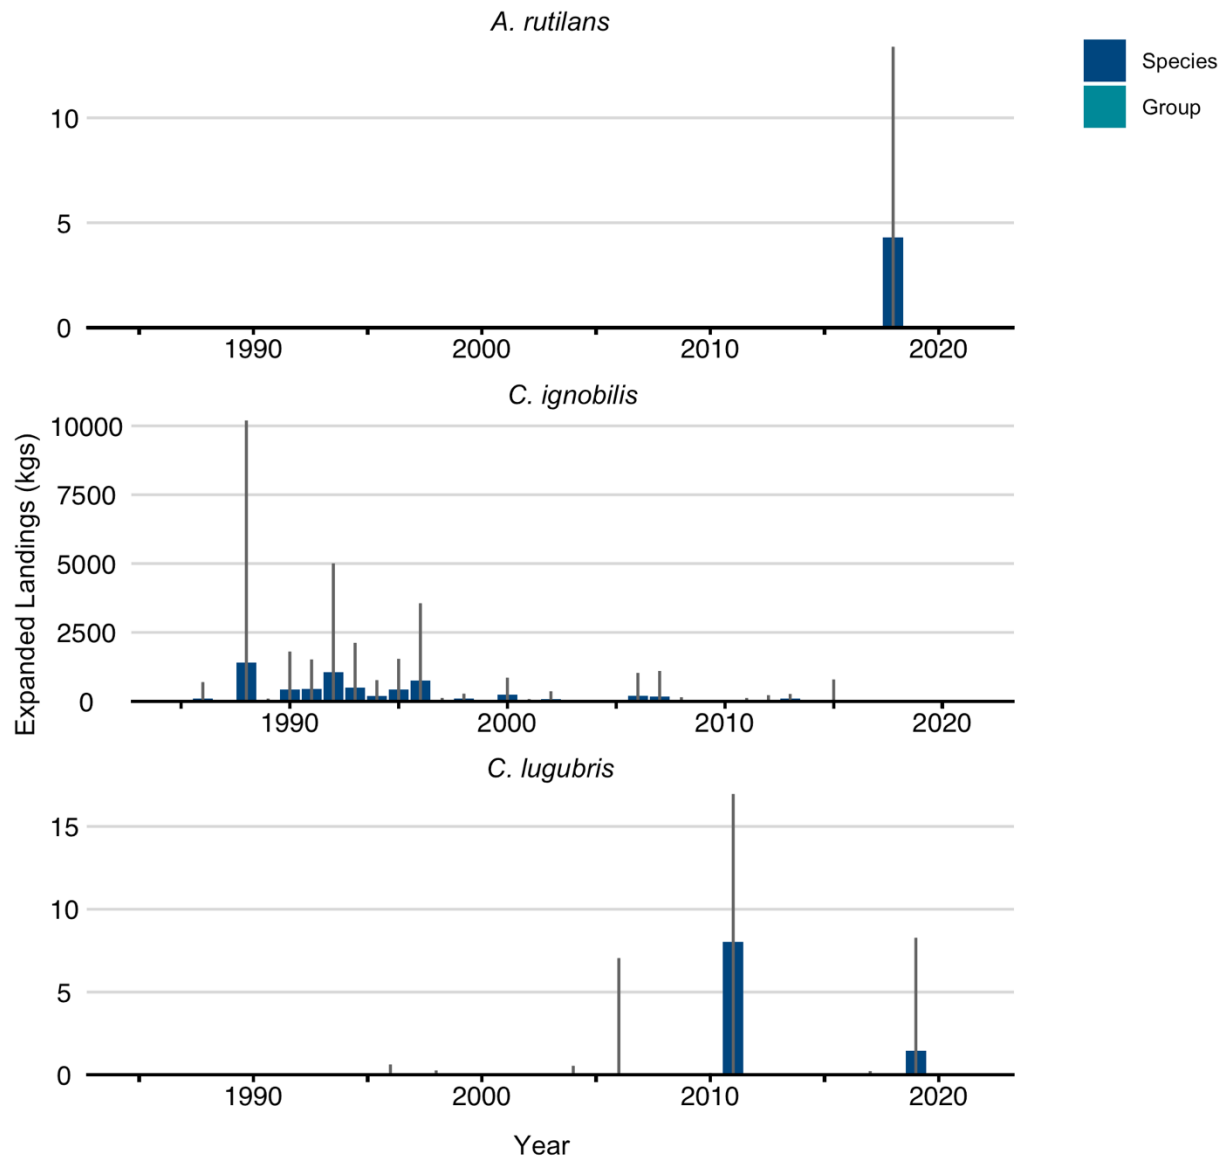 A. rutilans
Species
Group
10
5
0
1990 2000 2010 2020
C. ignobilis
Expanded Landings (kgs)
10000
7500
5000
2500
0
1990 2000 2010 2020
C. lugubris
15
10
5
0
1990 2000 2010 2020
Year